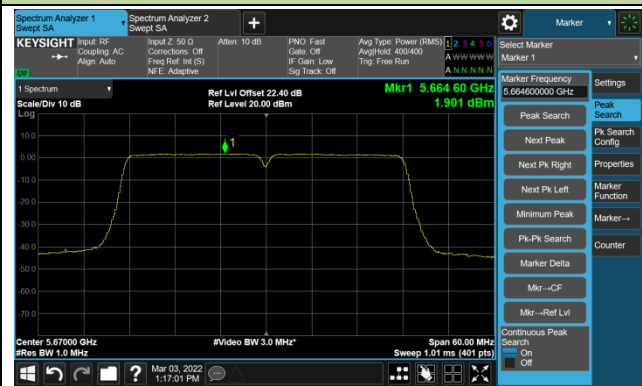 Spectrum Analyzer 1
Swept SA
Spectrum Analyzer 2
Swept SA
+
Marker
KEYSIGHT
Input: RF
Coupling: AC
Align: Auto
Input Z: 50 Ω
Corrections: Off
Freq Ref: Int (S)
NFE: Adaptive
Atten: 10 dB
PNO: Fast
Gate: Off
IF Gain: Low
Sig Track: Off
Avg Type: Power (RMS)
Avg|Hold: 400/400
Trig: Free Run
1 2 3 4 5 6
A W W W W W
A N N N N N
Select Marker
Marker 1
LXI
1 Spectrum
Scale/Div 10 dB
Log
Ref Lvl Offset 22.40 dB
Ref Level 20.00 dBm
Mkr1 5.664 60 GHz
1.901 dBm
10.0
0.00
-10.0
-20.0
-30.0
-40.0
-50.0
-60.0
-70.0
1
Center 5.67000 GHz
#Res BW 1.0 MHz
#Video BW 3.0 MHz*
Span 60.00 MHz
Sweep 1.01 ms (401 pts)
Marker Frequency
5.664600000 GHz
Peak Search
Next Peak
Next Pk Right
Next Pk Left
Minimum Peak
Pk-Pk Search
Marker Delta
Mkr→CF
Mkr→Ref Lvl
Continuous Peak
Search
On
Off
Settings
Peak
Search
Pk Search
Config
Properties
Marker
Function
Marker→
Counter
?
Mar 03, 2022
1:17:01 PM